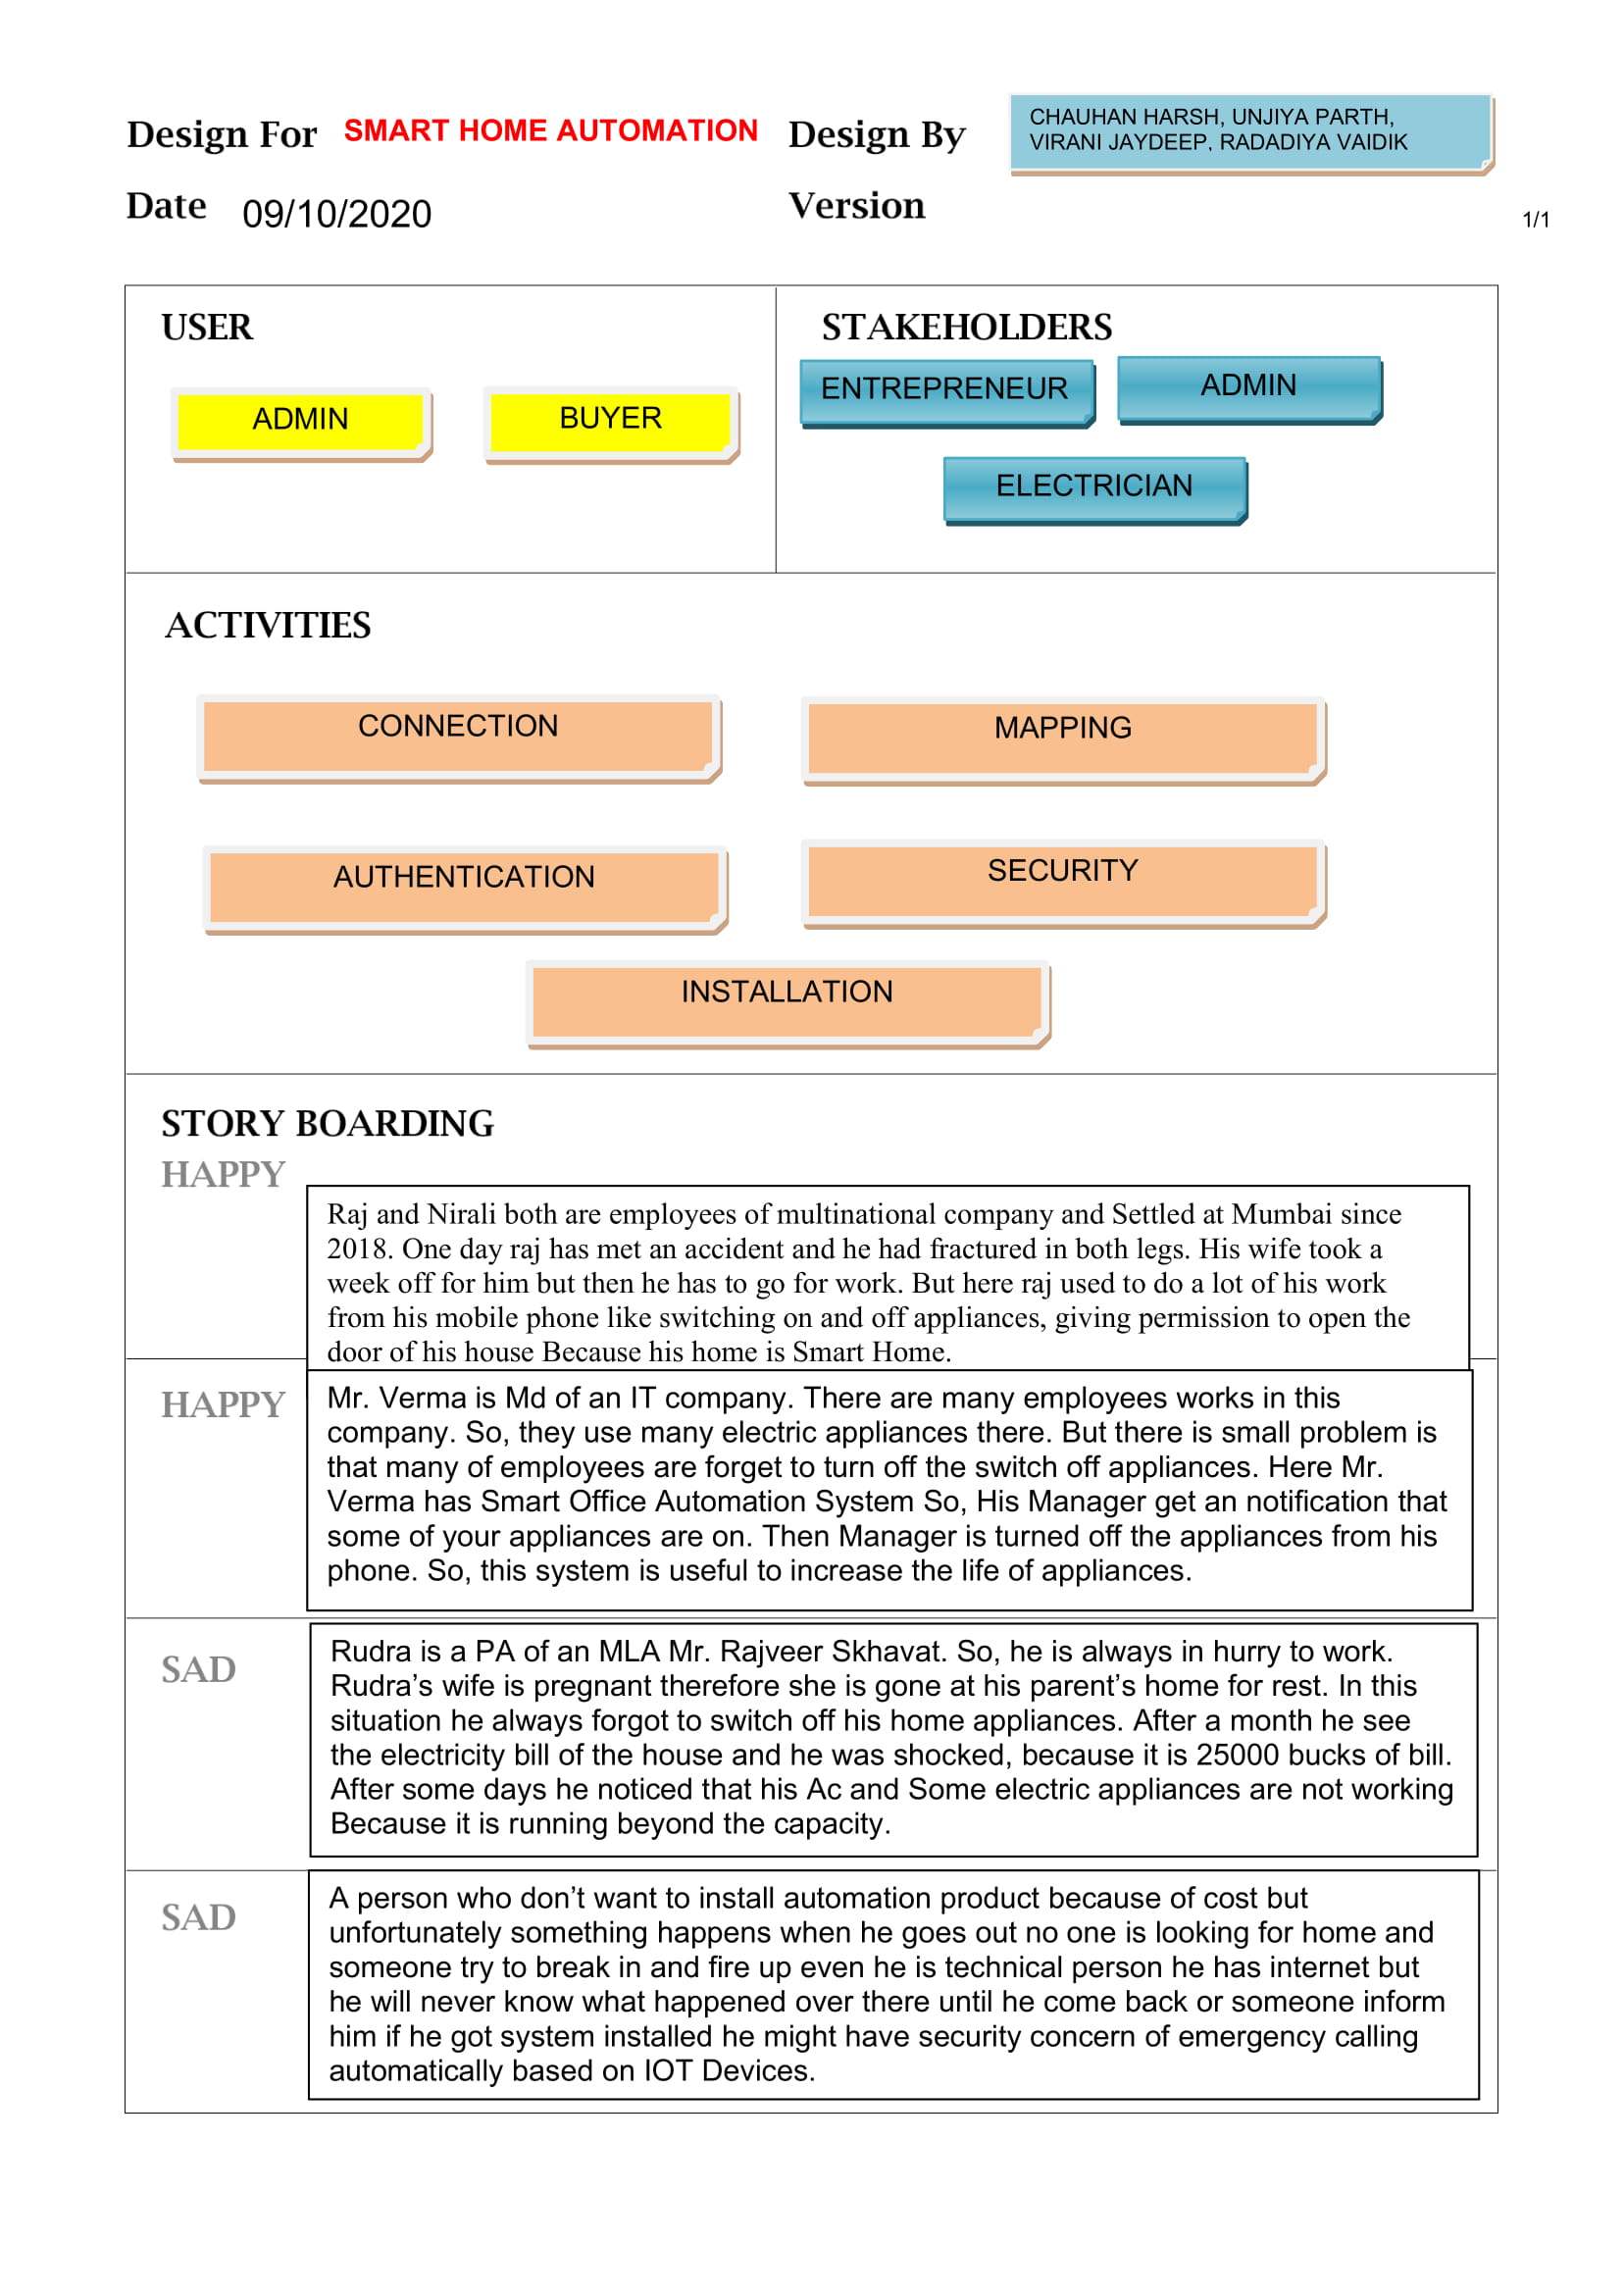 Design For SMART HOME AUTOMATION Design By CHAUHAN HARSH, UNJIYA PARTH,
VIRANI JAYDEEP, RADADIYA VAIDIK
Date 09/10/2020 Version 1/1
USER
STAKEHOLDERS
ADMIN BUYER
ENTREPRENEUR ADMIN
ELECTRICIAN
ACTIVITIES
CONNECTION MAPPING
AUTHENTICATION SECURITY
INSTALLATION
STORY BOARDING
HAPPY
Raj and Nirali both are employees of multinational company and Settled at Mumbai since
2018. One day raj has met an accident and he had fractured in both legs. His wife took a
week off for him but then he has to go for work. But here raj used to do a lot of his work
from his mobile phone like switching on and off appliances, giving permission to open the
door of his house Because his home is Smart Home.
HAPPY
Mr. Verma is Md of an IT company. There are many employees works in this
company. So, they use many electric appliances there. But there is small problem is
that many of employees are forget to turn off the switch off appliances. Here Mr.
Verma has Smart Office Automation System So, His Manager get an notification that
some of your appliances are on. Then Manager is turned off the appliances from his
phone. So, this system is useful to increase the life of appliances.
SAD
Rudra is a PA of an MLA Mr. Rajveer Skhavat. So, he is always in hurry to work.
Rudra’s wife is pregnant therefore she is gone at his parent’s home for rest. In this
situation he always forgot to switch off his home appliances. After a month he see
the electricity bill of the house and he was shocked, because it is 25000 bucks of bill.
After some days he noticed that his Ac and Some electric appliances are not working
Because it is running beyond the capacity.
SAD
A person who don’t want to install automation product because of cost but
unfortunately something happens when he goes out no one is looking for home and
someone try to break in and fire up even he is technical person he has internet but
he will never know what happened over there until he come back or someone inform
him if he got system installed he might have security concern of emergency calling
automatically based on IOT Devices.